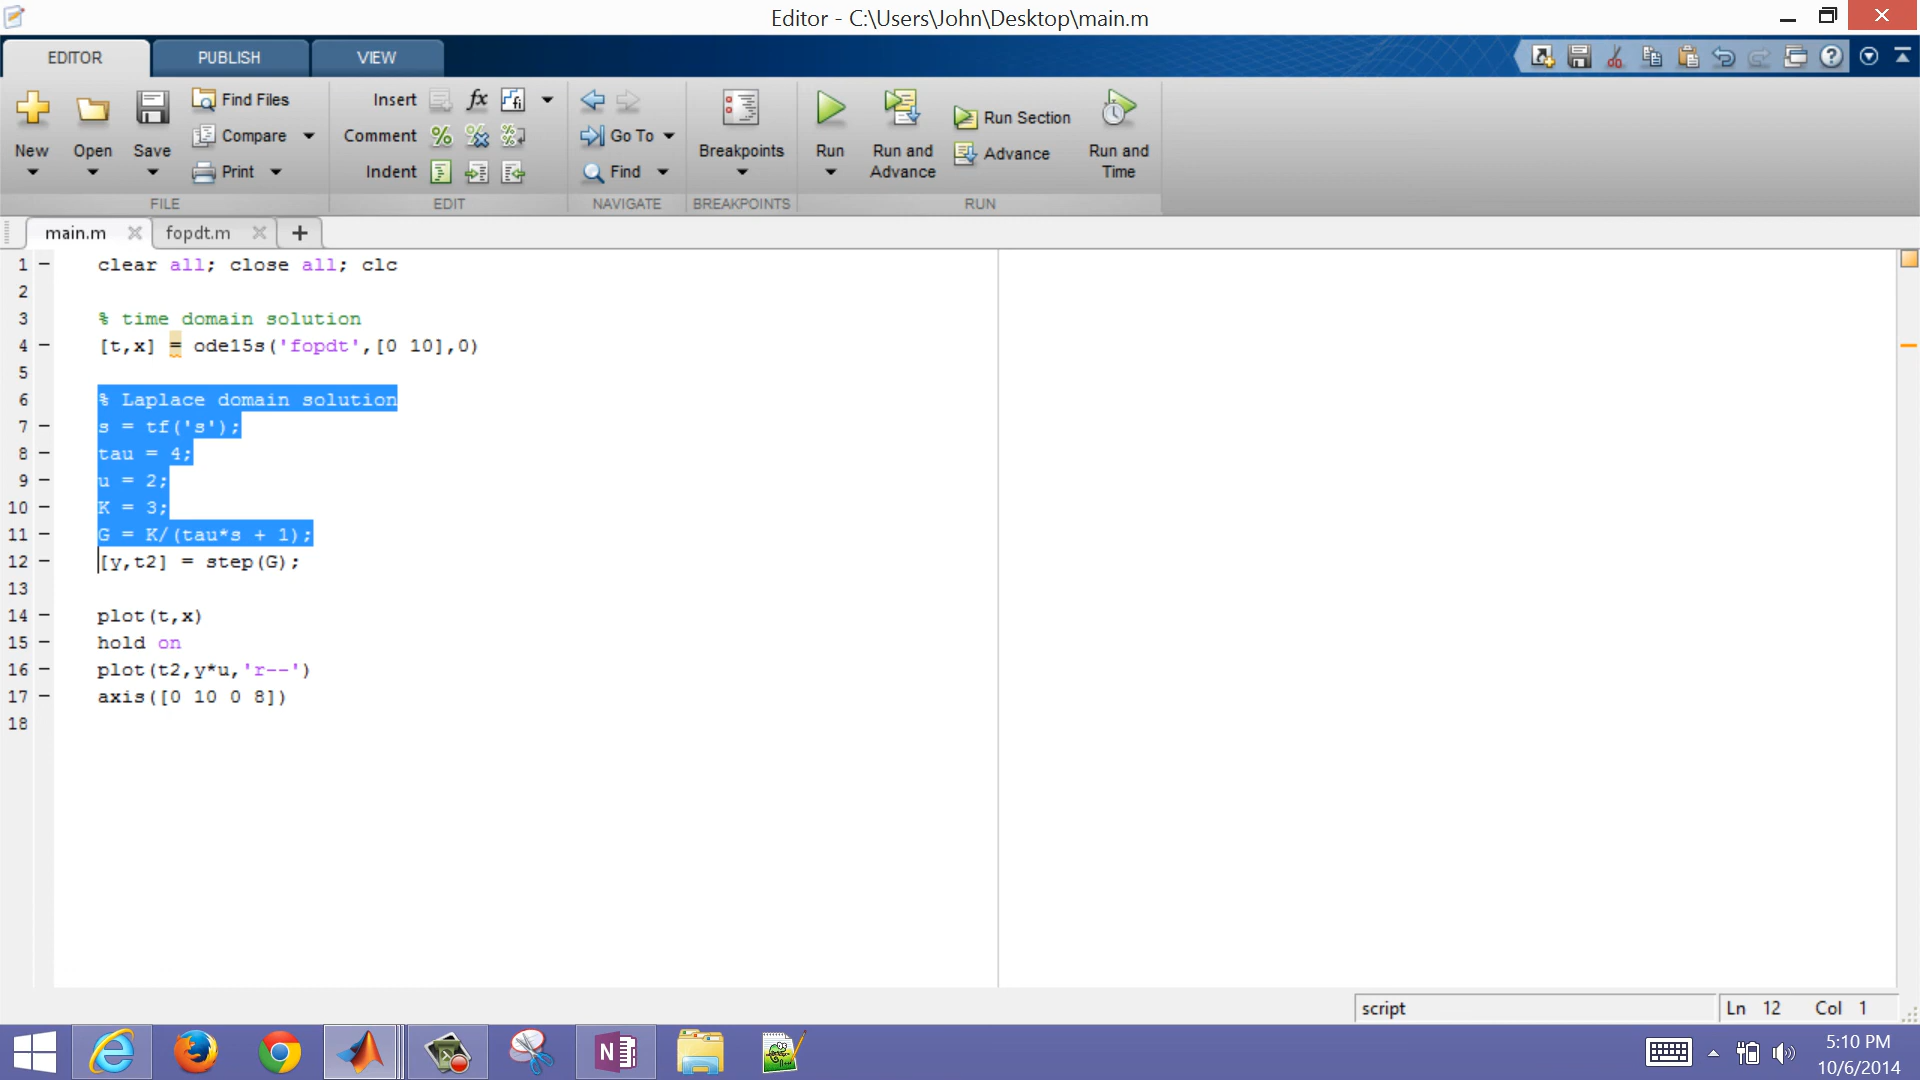 Editor - C:\Users\John\Desktop\main.m
EDITOR PUBLISH VIEW
New Open Save
Find Files
Compare
Print
FILE
Insert fx fi
Comment
Indent
EDIT
Go To
Find
NAVIGATE
Breakpoints
BREAKPOINTS
Run
Run and Advance
Run Section
Advance
Run and Time
RUN
main.m fopdt.m
1 clear all; close all; clc
2
3 % time domain solution
4 [t,x] = ode15s('fopdt',[0 10],0)
5
6 % Laplace domain solution
7 s = tf('s');
8 tau = 4;
9 u = 2;
10 K = 3;
11 G = K/(tau*s + 1);
12 [y,t2] = step(G);
13
14 plot(t,x)
15 hold on
16 plot(t2,y*u,'r--')
17 axis([0 10 0 8])
18
script Ln 12 Col 1
5:10 PM
10/6/2014